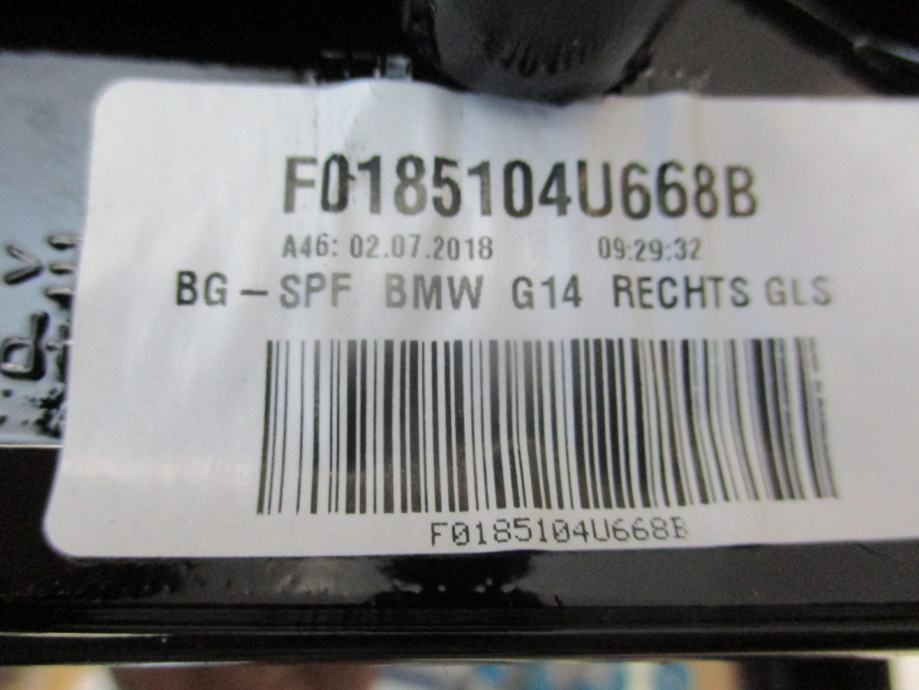 F0185104U668B
A46: 02.07.2018 09:29:32
BG-SPF BMW G14 RECHTS GLS
F0185104U668B